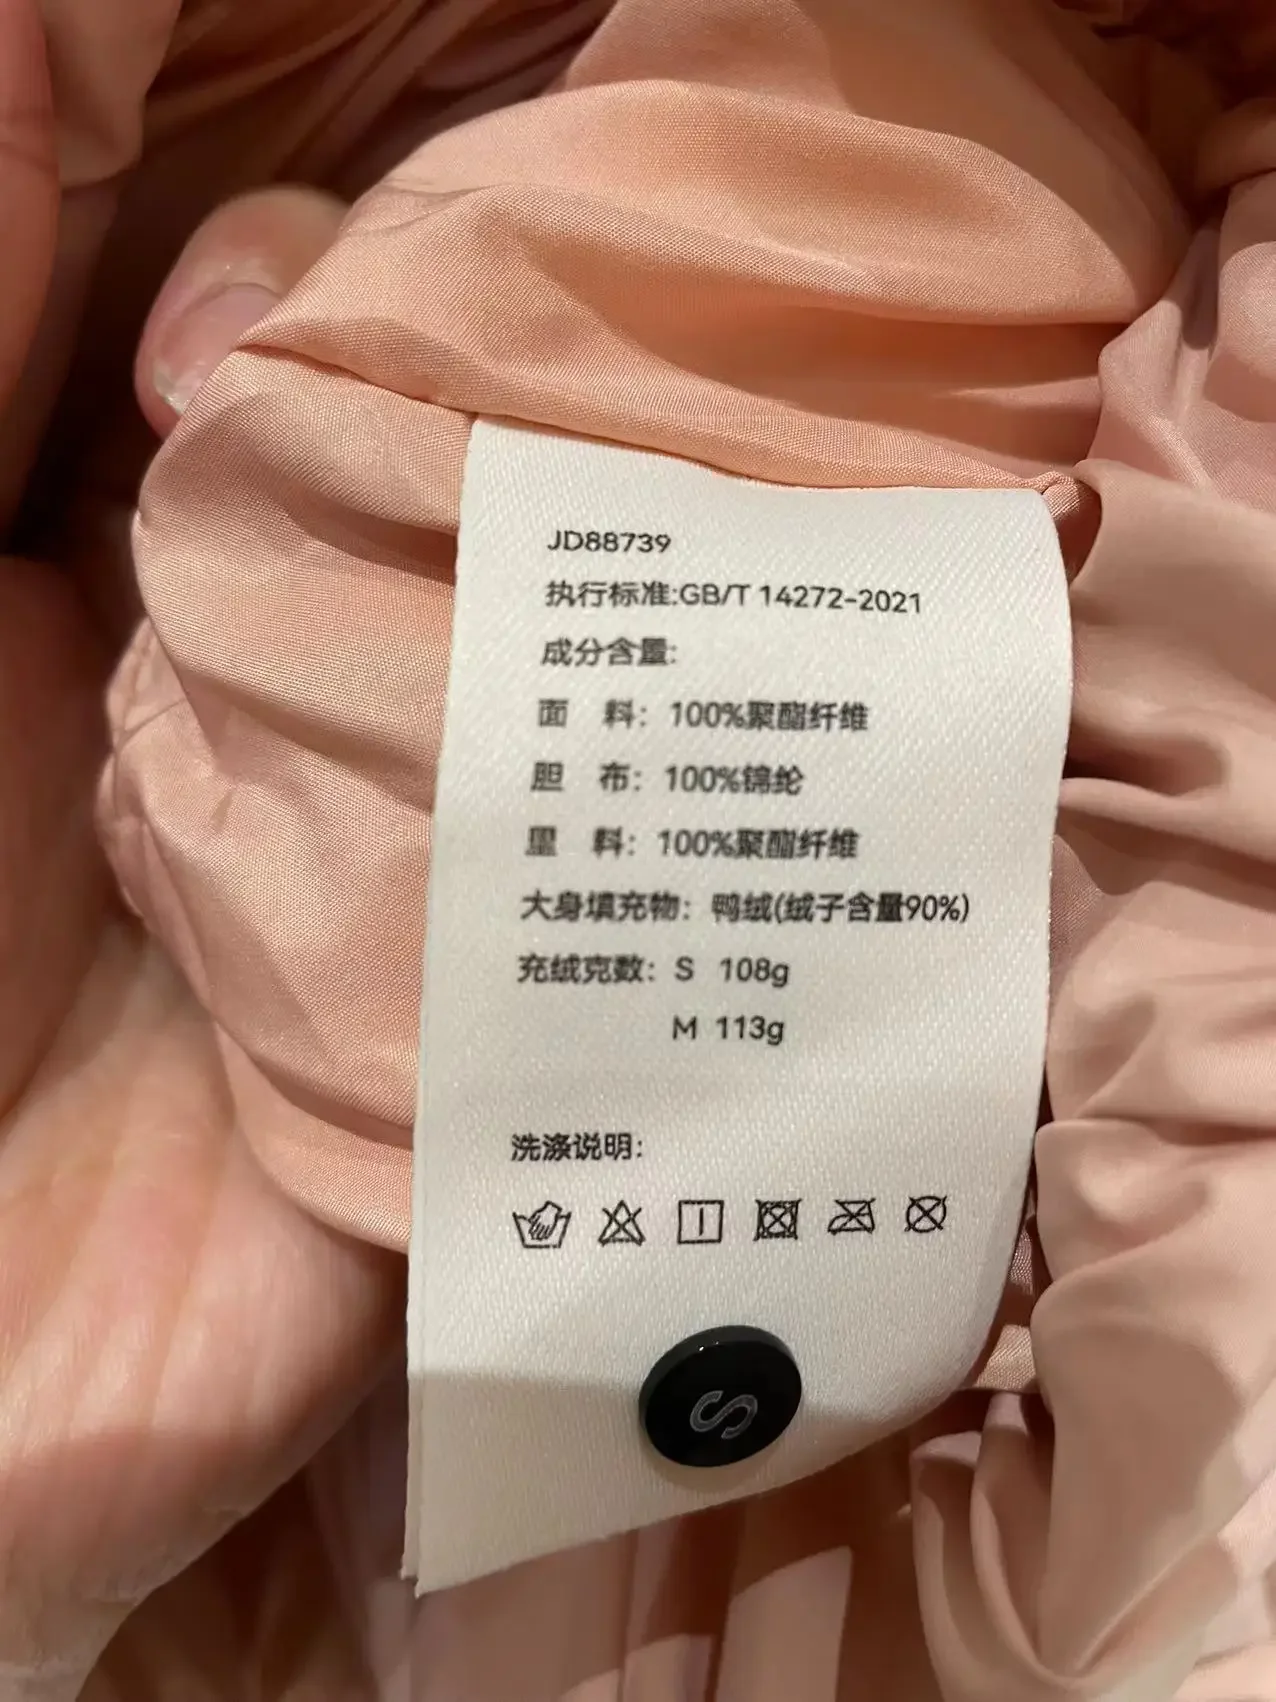 JD88739
执行标准:GB/T 14272-2021
成分含量:
面 料：100%聚酯纤维
胆 布：100%锦纶
里 料：100%聚酯纤维
大身填充物：鸭绒(绒子含量90%)
充绒克数：S 108g
M 113g
洗涤说明:
S